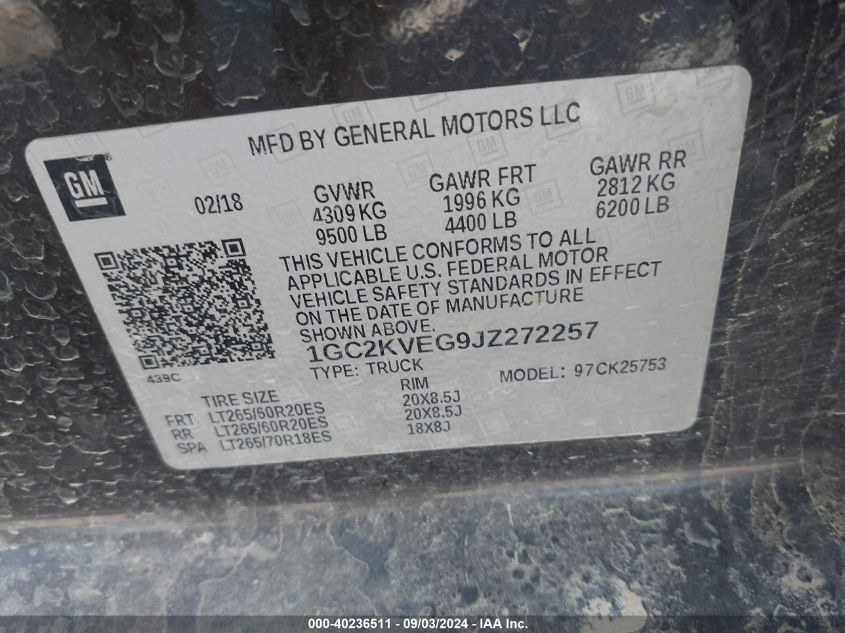 MFD BY GENERAL MOTORS LLC
GM
02/18
GVWR
4309 KG
9500 LB
GAWR FRT
1996 KG
4400 LB
GAWR RR
2812 KG
6200 LB
THIS VEHICLE CONFORMS TO ALL
APPLICABLE U.S. FEDERAL MOTOR
VEHICLE SAFETY STANDARDS IN EFFECT
ON THE DATE OF MANUFACTURE
SHOWN ABOVE.
1GC2KVEG9JZ272257
439C
TYPE: TRUCK
MODEL: 97CK25753
TIRE SIZE RIM
FRT LT265/60R20ES 20X8.5J
RR LT265/60R20ES 20X8.5J
SPA LT265/70R18ES 18X8J
000-40236511 - 09/03/2024 - IAA Inc.